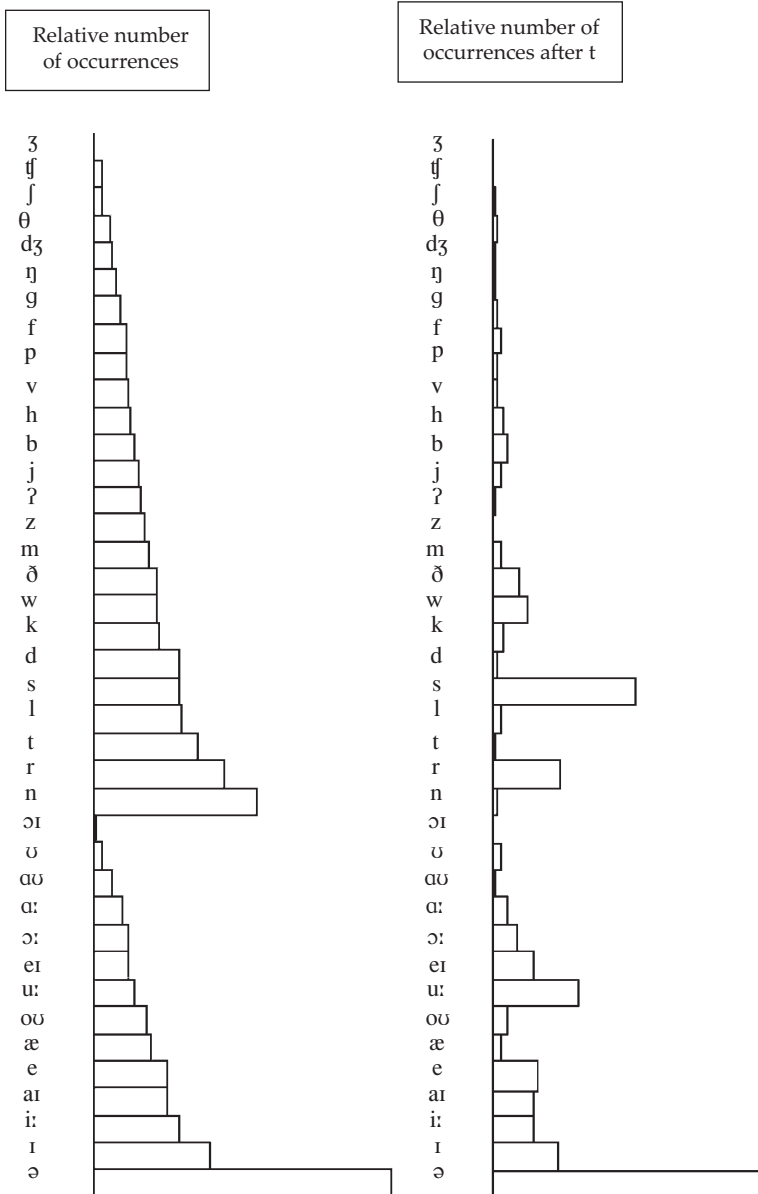 Relative number
of occurrences
Relative number of
occurrences after t
ʒ
ʧ
ʃ
θ
dʒ
ŋ
g
f
p
v
h
b
j
ʔ
z
m
ð
w
k
d
s
l
t
r
n
ɔɪ
ʊ
ɑʊ
ɑː
ɔː
eɪ
uː
oʊ
æ
e
aɪ
iː
ɪ
ə
ʒ
ʧ
ʃ
θ
dʒ
ŋ
g
f
p
v
h
b
j
ʔ
z
m
ð
w
k
d
s
l
t
r
n
ɔɪ
ʊ
ɑʊ
ɑː
ɔː
eɪ
uː
oʊ
æ
e
aɪ
iː
ɪ
ə